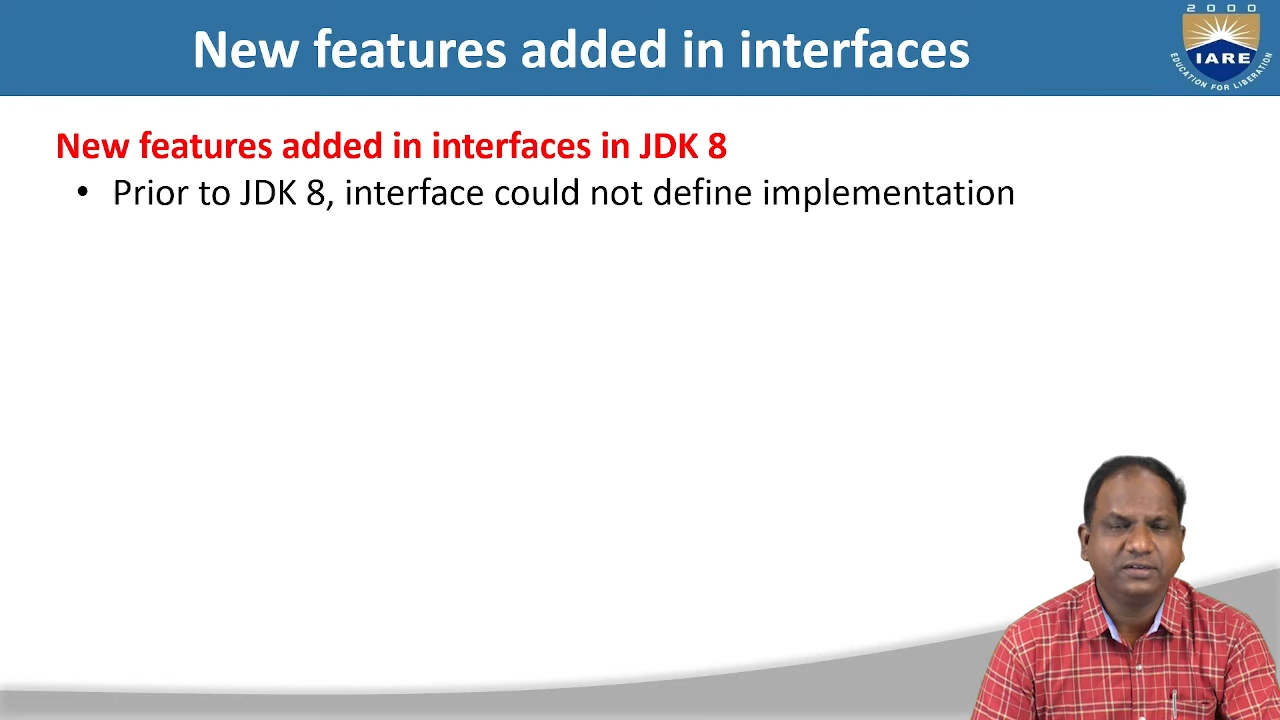 New features added in interfaces
2000
IARE
EDUCATION FOR LIBERATION
New features added in interfaces in JDK 8
• Prior to JDK 8, interface could not define implementation